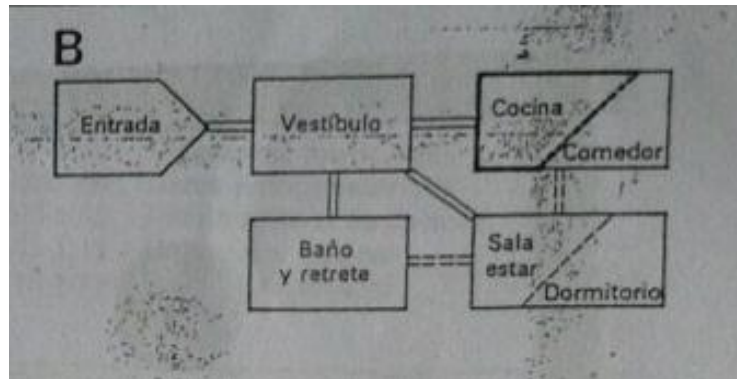 B
Entrada
Vestíbulo
Cocina
Comedor
Baño
y retrete
Sala
estar
Dormitorio